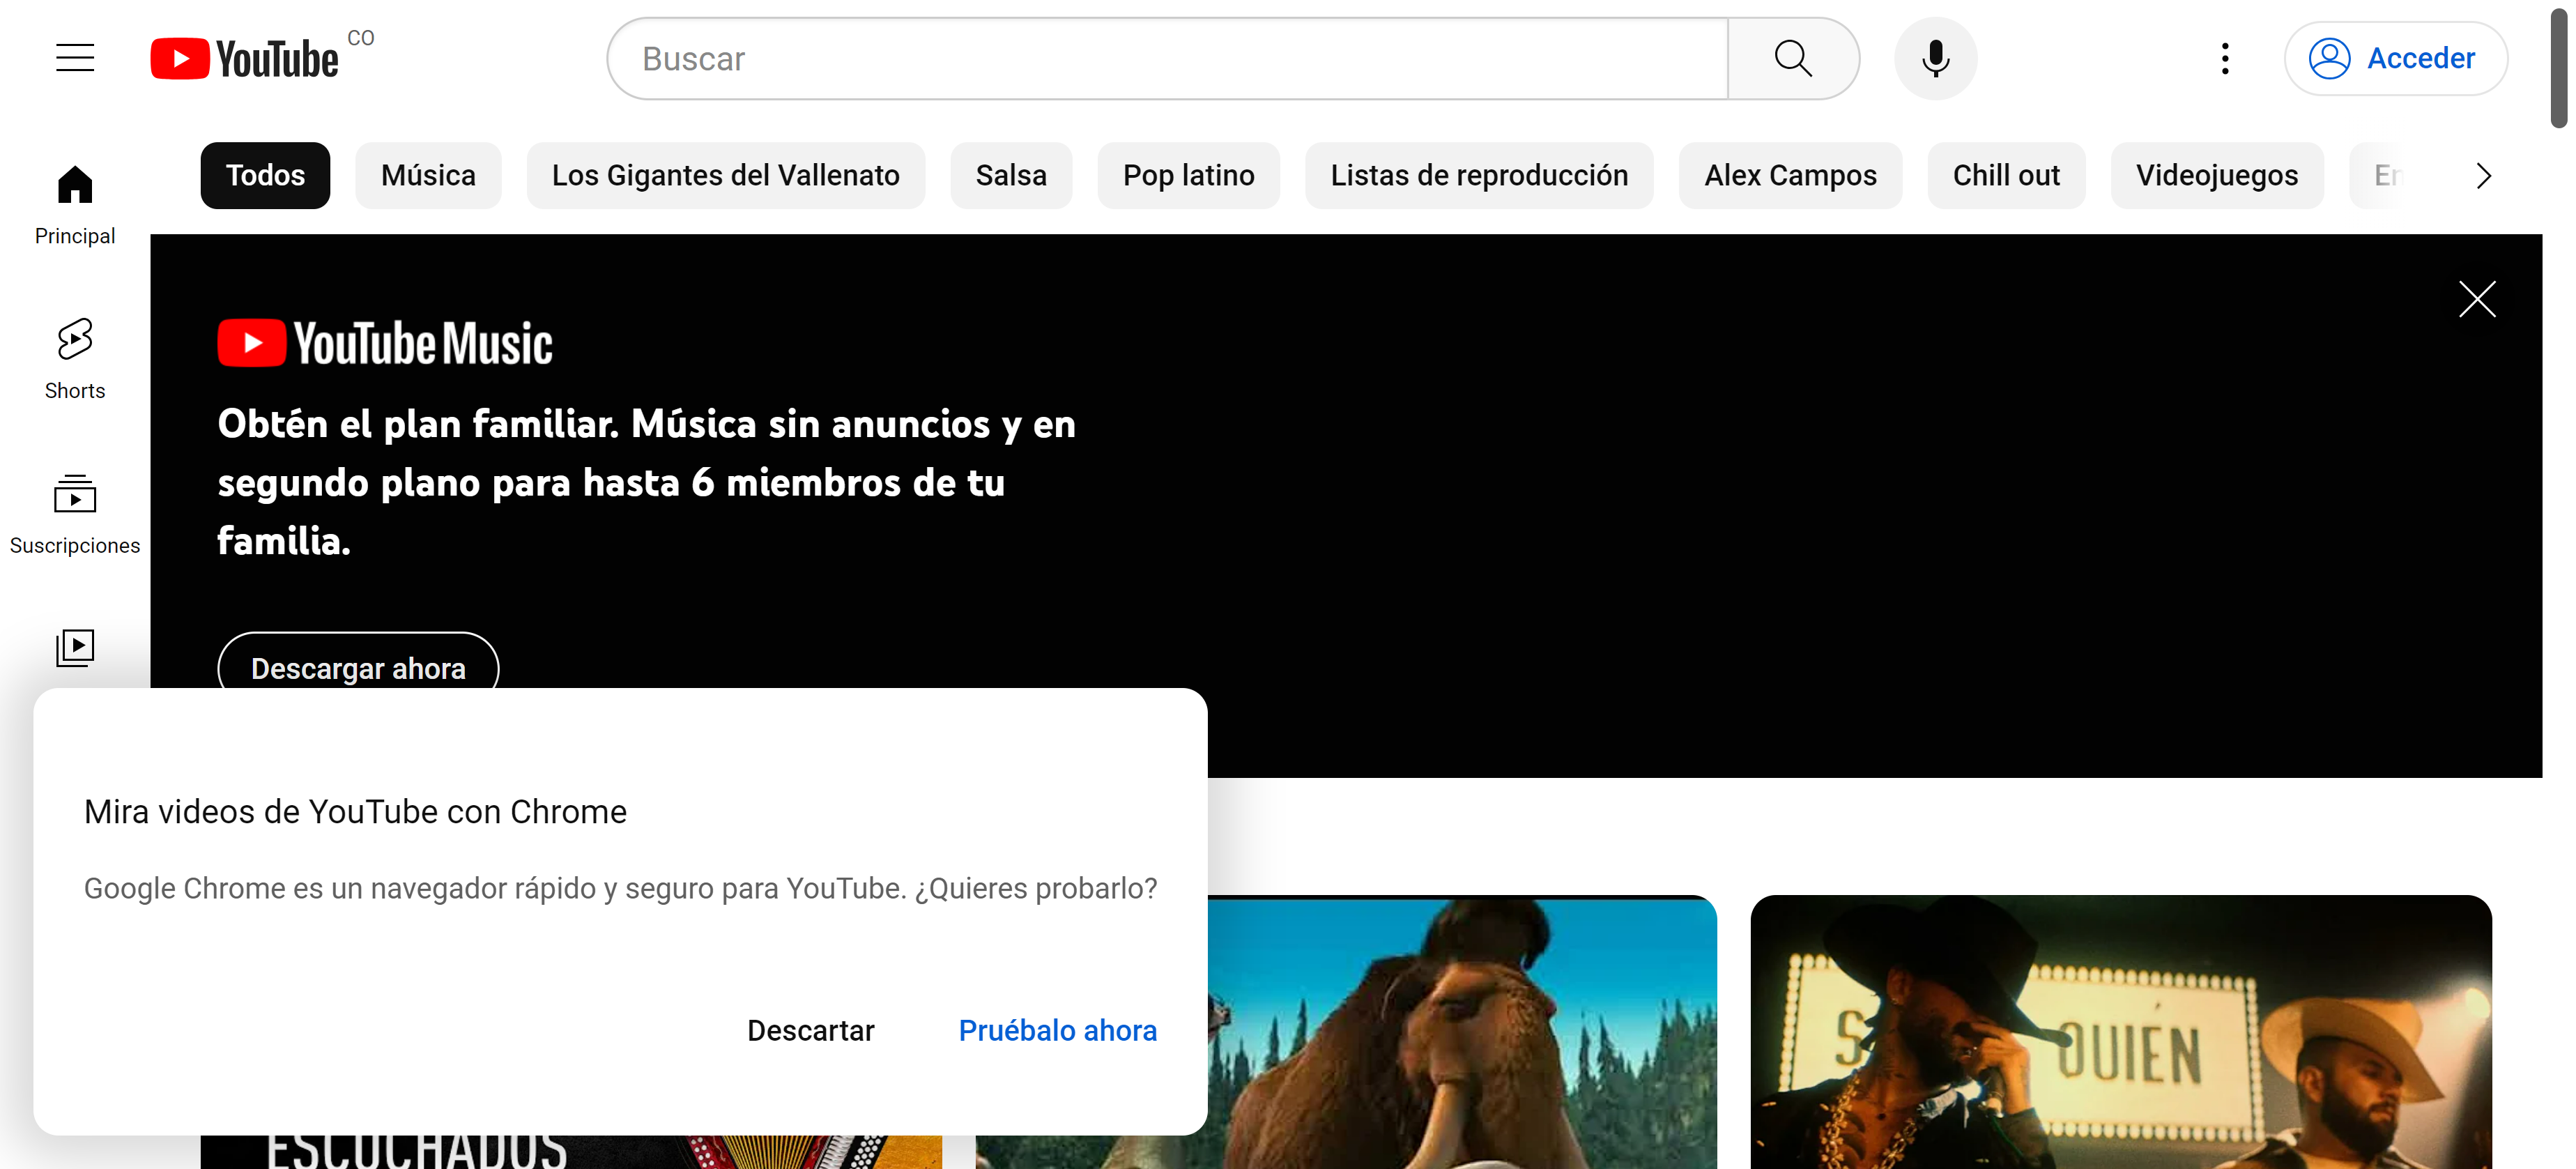 YouTube CO
Buscar
Acceder
Todos
Música
Los Gigantes del Vallenato
Salsa
Pop latino
Listas de reproducción
Alex Campos
Chill out
Videojuegos
Principal
Shorts
Suscripciones
YouTube Music
Obtén el plan familiar. Música sin anuncios y en
segundo plano para hasta 6 miembros de tu
familia.
Descargar ahora
Mira videos de YouTube con Chrome
Google Chrome es un navegador rápido y seguro para YouTube. ¿Quieres probarlo?
Descartar
Pruébalo ahora
ESCUCHADOS
QUIÉN